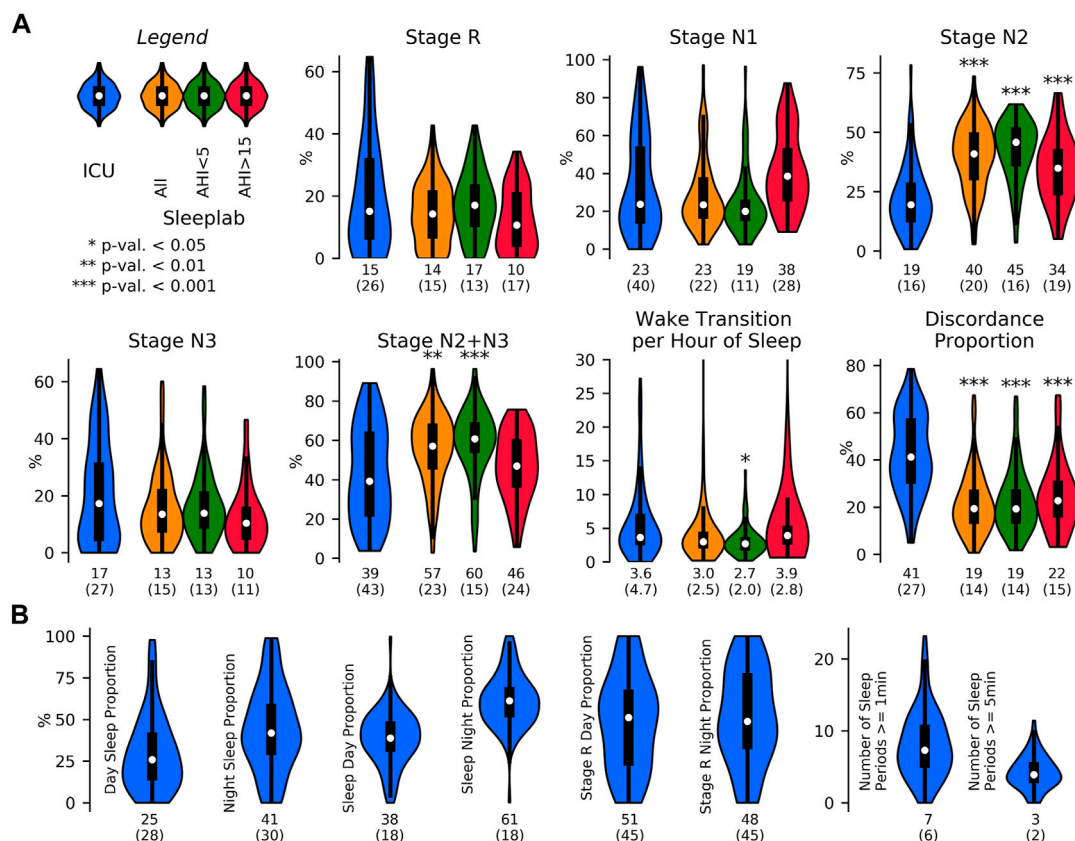 A
Legend
ICU
All
AHI<5
AHI>15
Sleeplab
* p-val. < 0.05
** p-val. < 0.01
*** p-val. < 0.001
Stage R
%
60
40
20
0
15 14 17 10
(26) (15) (13) (17)
Stage N1
%
100
80
60
40
20
0
23 23 19 38
(40) (22) (11) (28)
Stage N2
%
75
50
25
0
*** *** ***
19 40 45 34
(16) (20) (16) (19)
Stage N3
%
60
40
20
0
17 13 13 10
(27) (15) (13) (11)
Stage N2+N3
%
100
80
60
40
20
0
** ***
39 57 60 46
(43) (23) (15) (24)
Wake Transition
per Hour of Sleep
30
25
20
15
10
5
0
*
3.6 3.0 2.7 3.9
(4.7) (2.5) (2.0) (2.8)
Discordance
Proportion
%
80
60
40
20
0
*** *** ***
41 19 19 22
(27) (14) (14) (15)
B
%
100
75
50
25
0
Day Sleep Proportion
Night Sleep Proportion
Sleep Day Proportion
Sleep Night Proportion
Stage R Day Proportion
Stage R Night Proportion
25 41 38 61 51 48
(28) (30) (18) (18) (45) (45)
20
10
0
Number of Sleep
Periods >= 1min
Number of Sleep
Periods >= 5min
7 3
(6) (2)